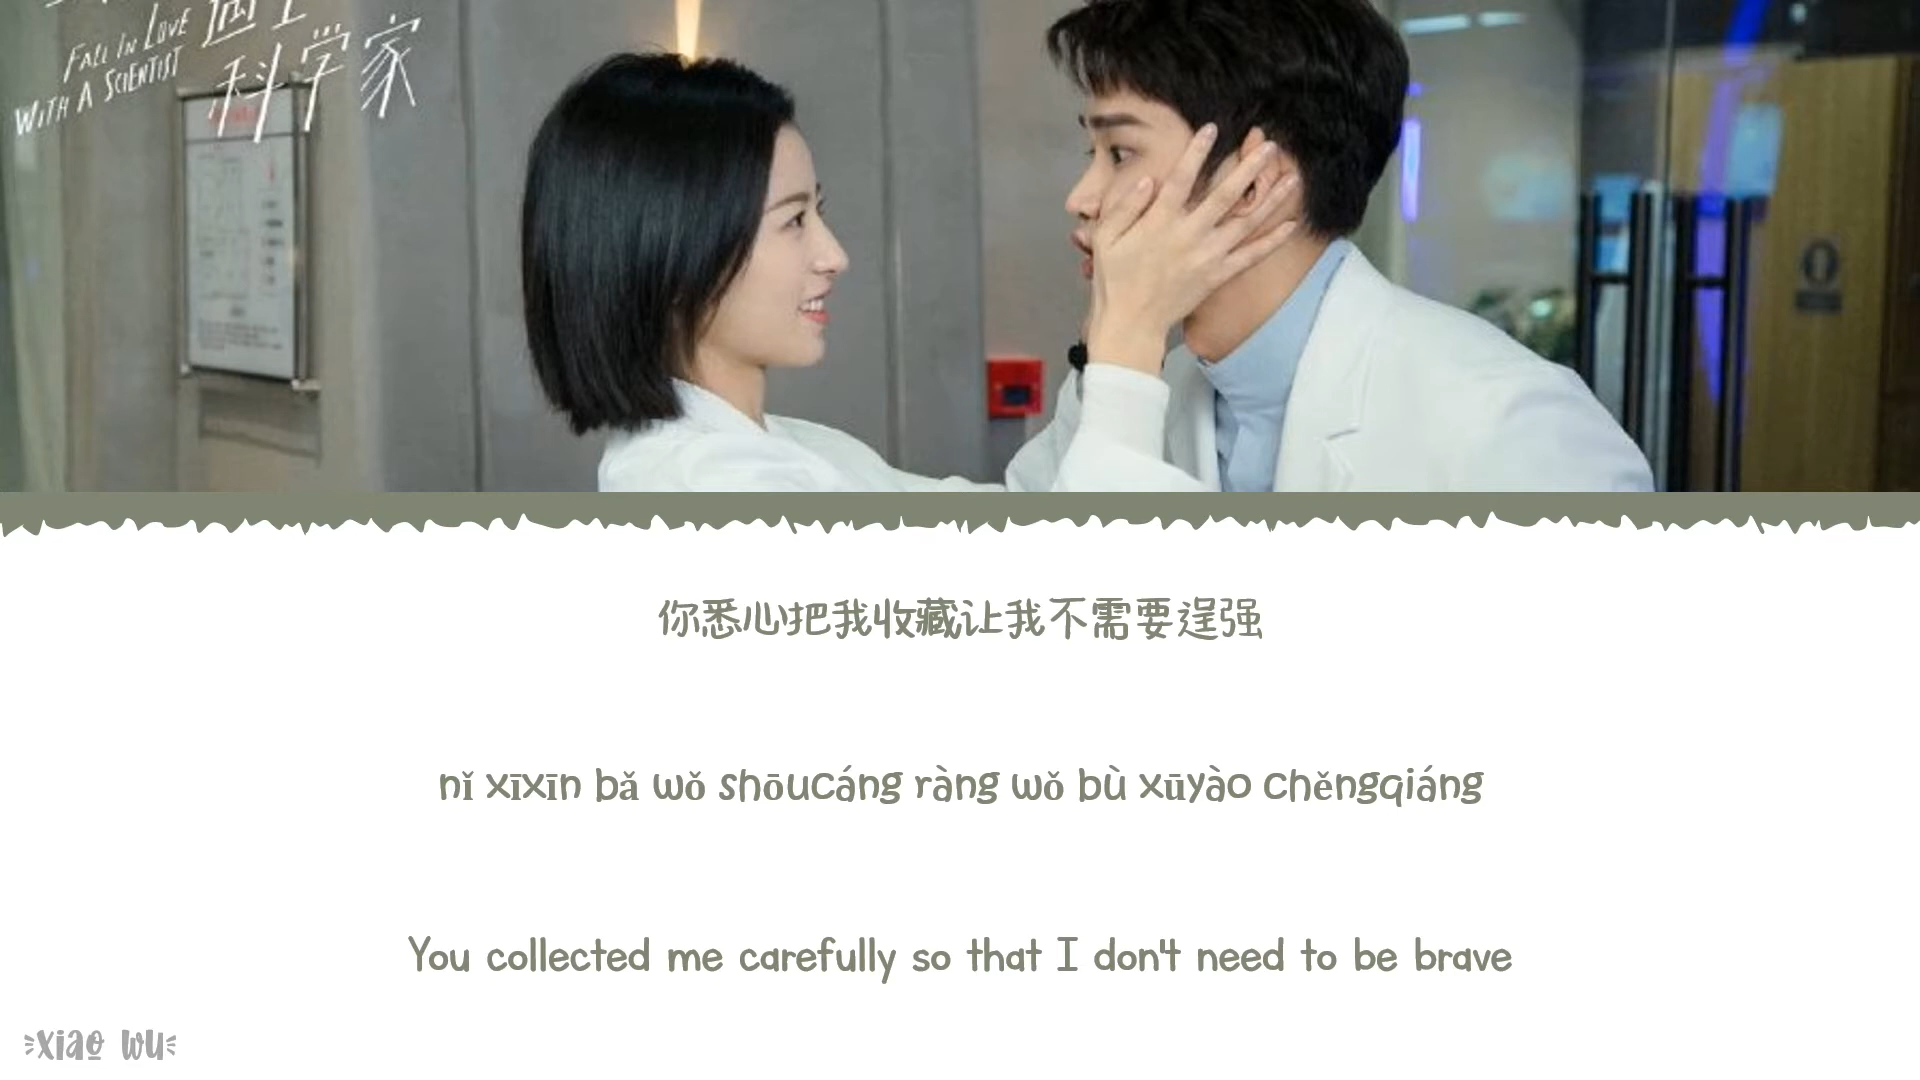 FALL IN LOVE
WITH A SCIENTIST
遇上
科学家
你悉心把我收藏让我不需要逞强
nǐ xīxīn bǎ wǒ shōucáng ràng wǒ bù xūyào chěngqiáng
You collected me carefully so that I don't need to be brave
xiao wu